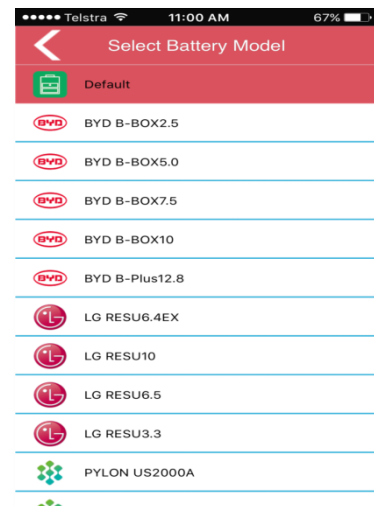 Telstra 11:00 AM 67%
Select Battery Model
Default
BYD BYD B-BOX2.5
BYD BYD B-BOX5.0
BYD BYD B-BOX7.5
BYD BYD B-BOX10
BYD BYD B-Plus12.8
LG RESU6.4EX
LG RESU10
LG RESU6.5
LG RESU3.3
PYLON US2000A